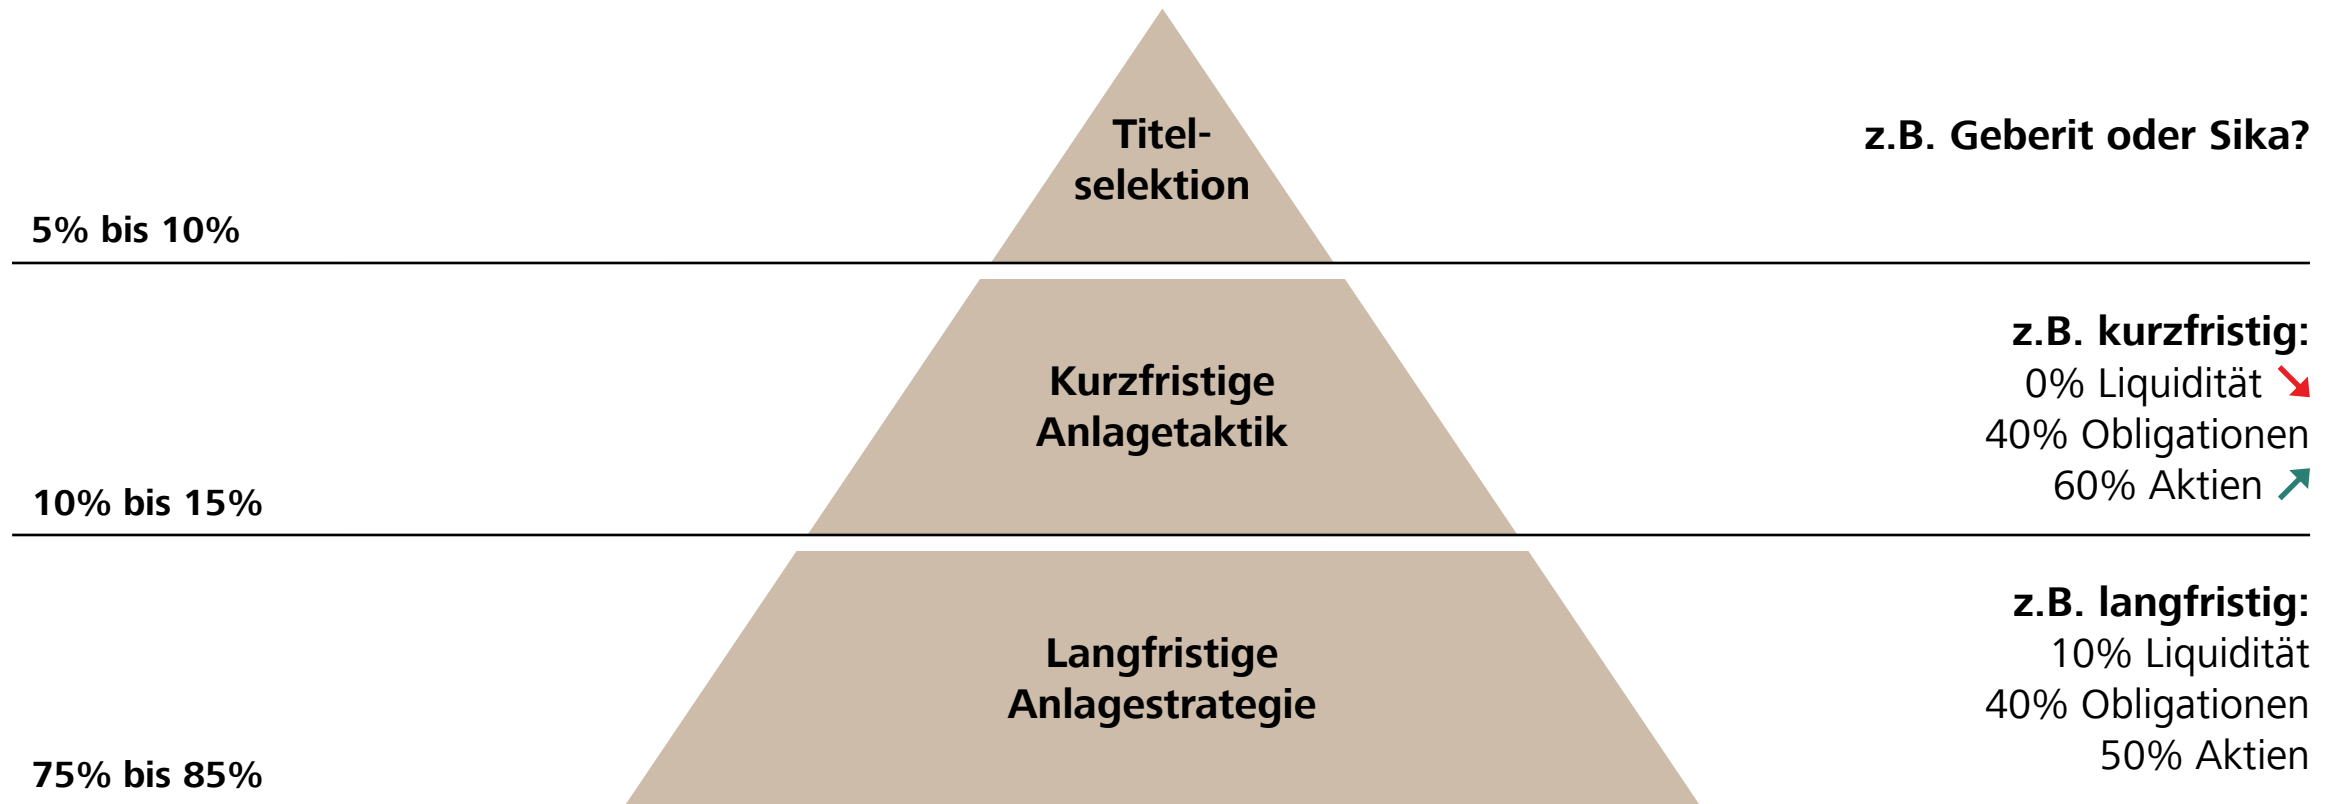 Titel-
selektion
z.B. Geberit oder Sika?
5% bis 10%
Kurzfristige
Anlagetaktik
z.B. kurzfristig:
0% Liquidität
40% Obligationen
60% Aktien
10% bis 15%
Langfristige
Anlagestrategie
z.B. langfristig:
10% Liquidität
40% Obligationen
50% Aktien
75% bis 85%